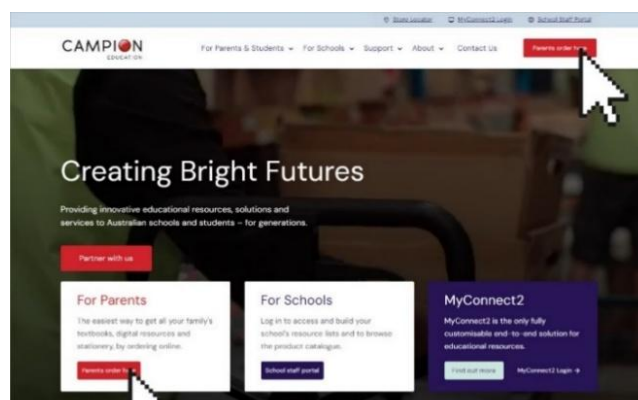 Store Locator MyConnect2 Login School Staff Portal
CAMPION
EDUCATION
For Parents & Students For Schools Support About Contact Us Parents order
Creating Bright Futures
Providing innovative educational resources, solutions and
services to Australian schools and students – for generations.
Partner with us
For Parents
The easiest way to get all your family's
textbooks, digital resources and
stationery, by ordering online.
Parents order
For Schools
Log in to access and build your
school's resource lists and to browse
the product catalogue.
School staff portal
MyConnect2
MyConnect2 is the only fully
customisable end-to-end solution for
educational resources.
Find out more MyConnect2 Login →